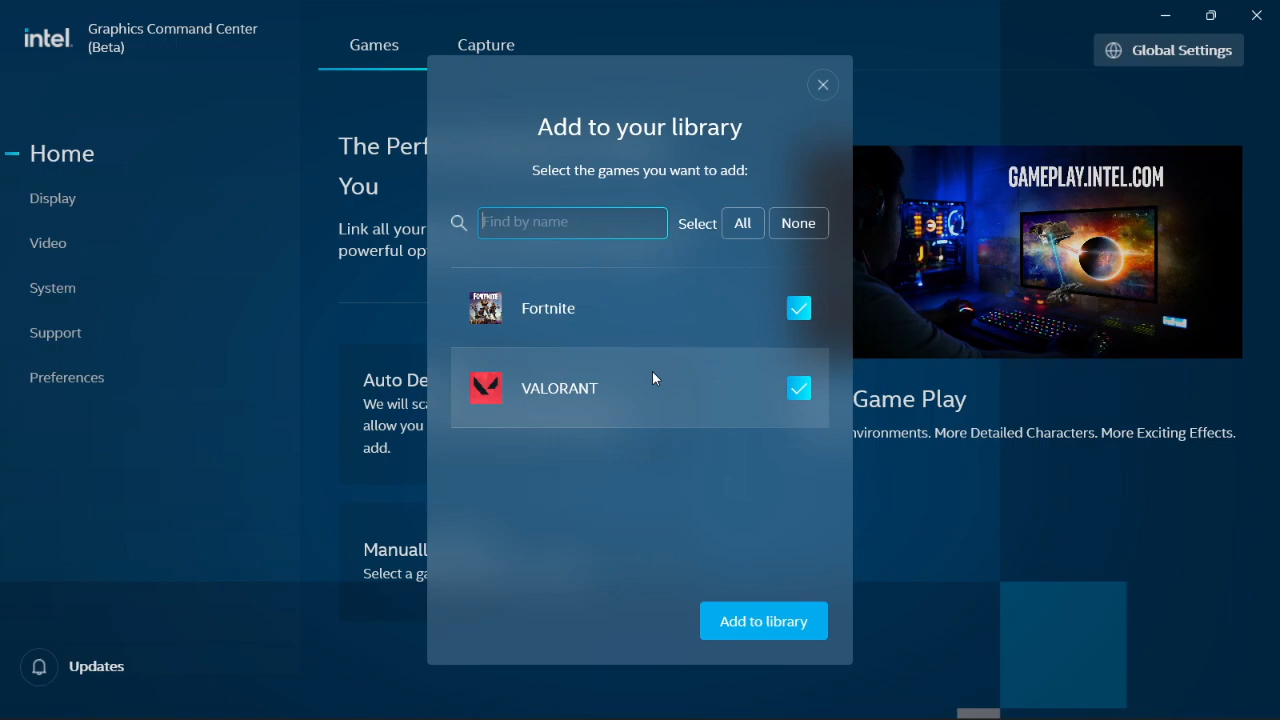 intel.
Graphics Command Center
(Beta)
Games
Capture
Global Settings
Home
Display
Video
System
Support
Preferences
Updates
The Perf
You
Link all your
powerful op
Auto De
We will sca
allow you
add.
Manuall
Select a ga
Add to your library
Select the games you want to add:
Find by name
Select
All
None
FORTNITE
Fortnite
VALORANT
Add to library
GAMEPLAY.INTEL.COM
Game Play
vironments. More Detailed Characters. More Exciting Effects.